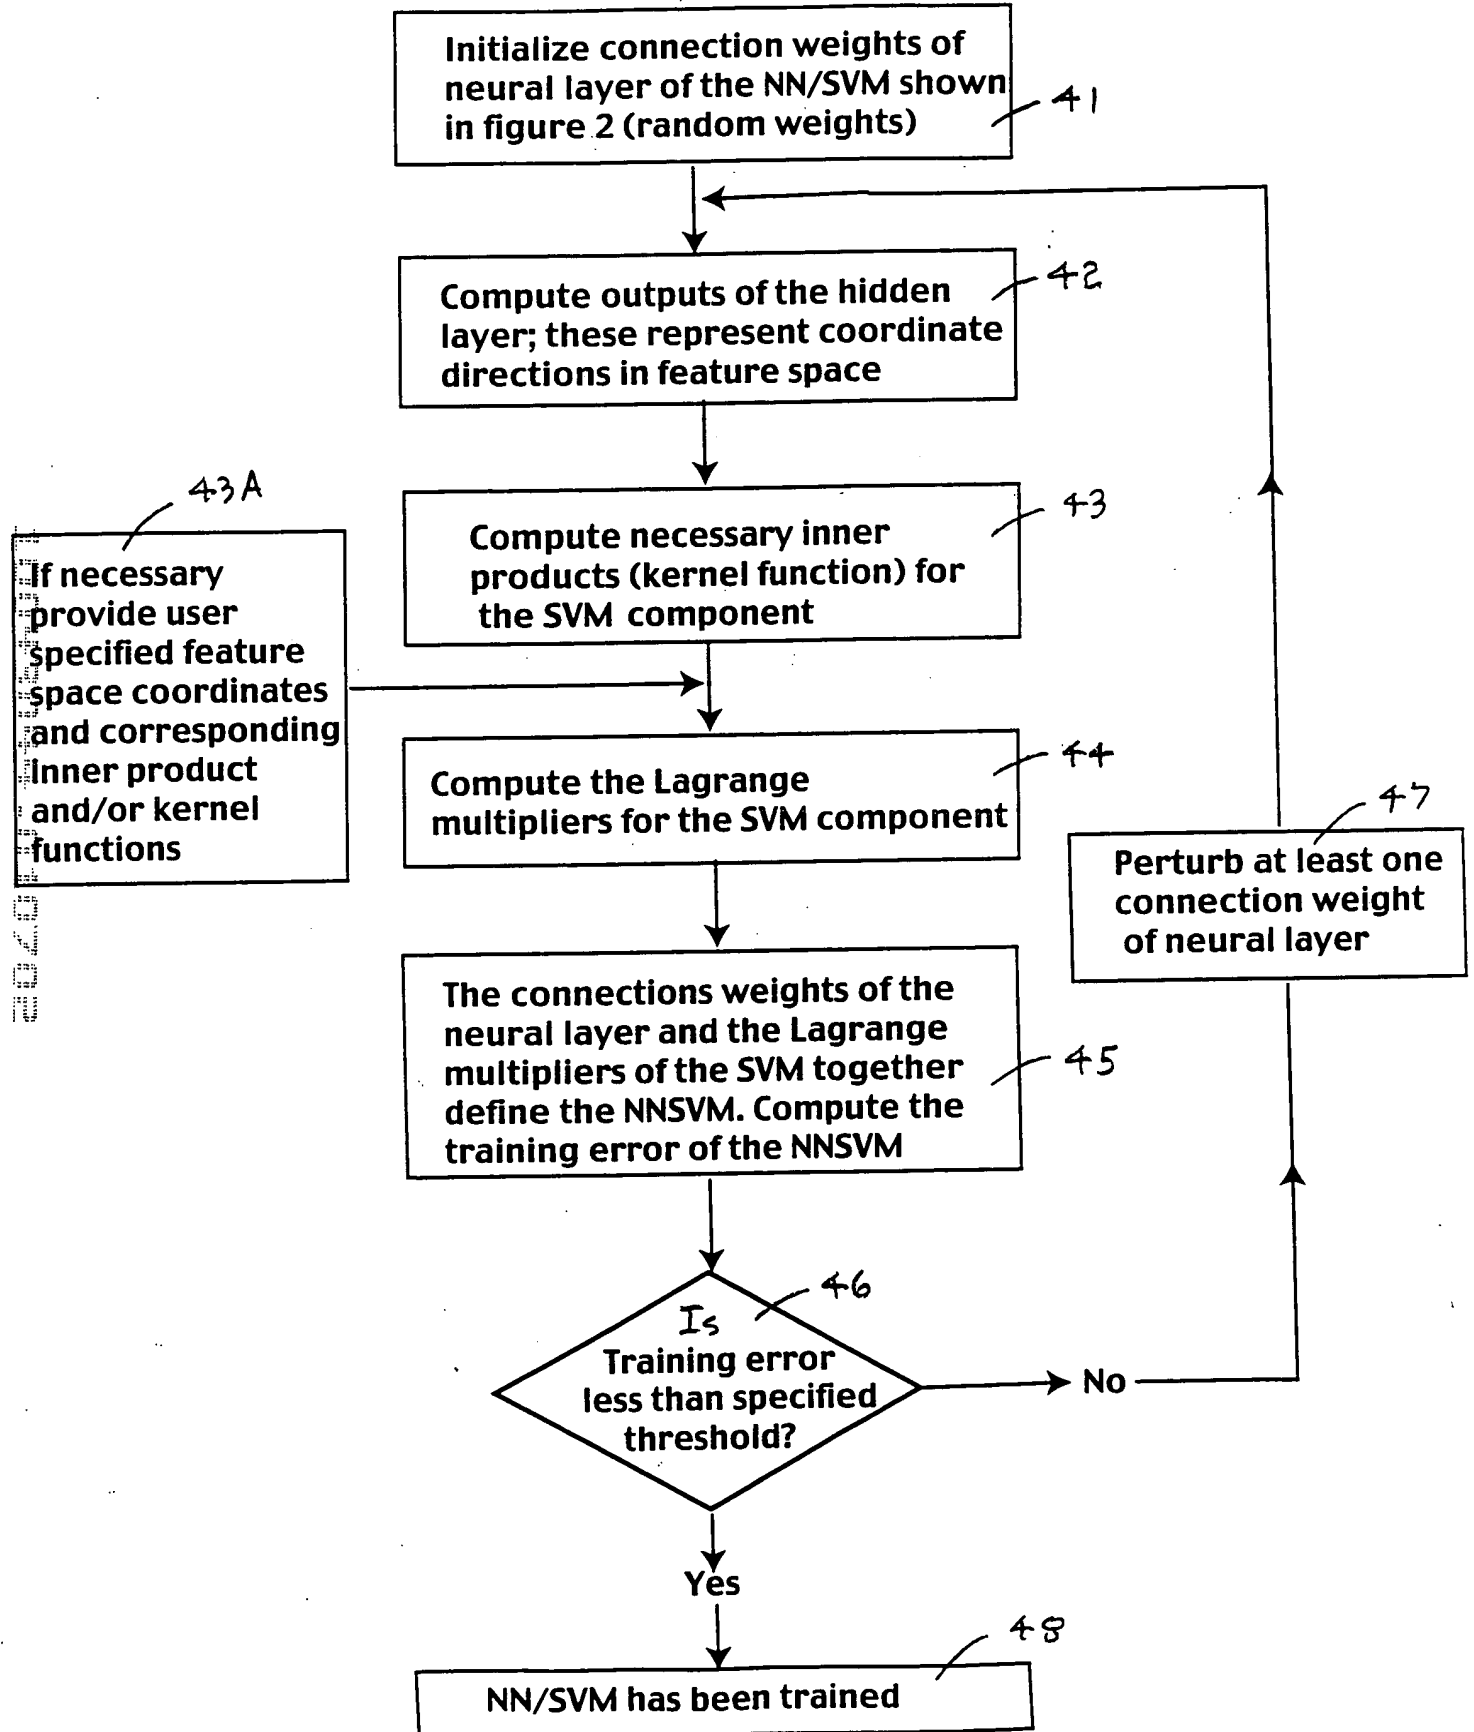 Initialize connection weights of
neural layer of the NN/SVM shown
in figure 2 (random weights)
41
Compute outputs of the hidden
layer; these represent coordinate
directions in feature space
42
43A
If necessary
provide user
specified feature
space coordinates
and corresponding
inner product
and/or kernel
functions
Compute necessary inner
products (kernel function) for
the SVM component
43
Compute the Lagrange
multipliers for the SVM component
44
47
Perturb at least one
connection weight
of neural layer
The connections weights of the
neural layer and the Lagrange
multipliers of the SVM together
define the NNSVM. Compute the
training error of the NNSVM
45
46
Is
Training error
less than specified
threshold?
No
Yes
48
NN/SVM has been trained